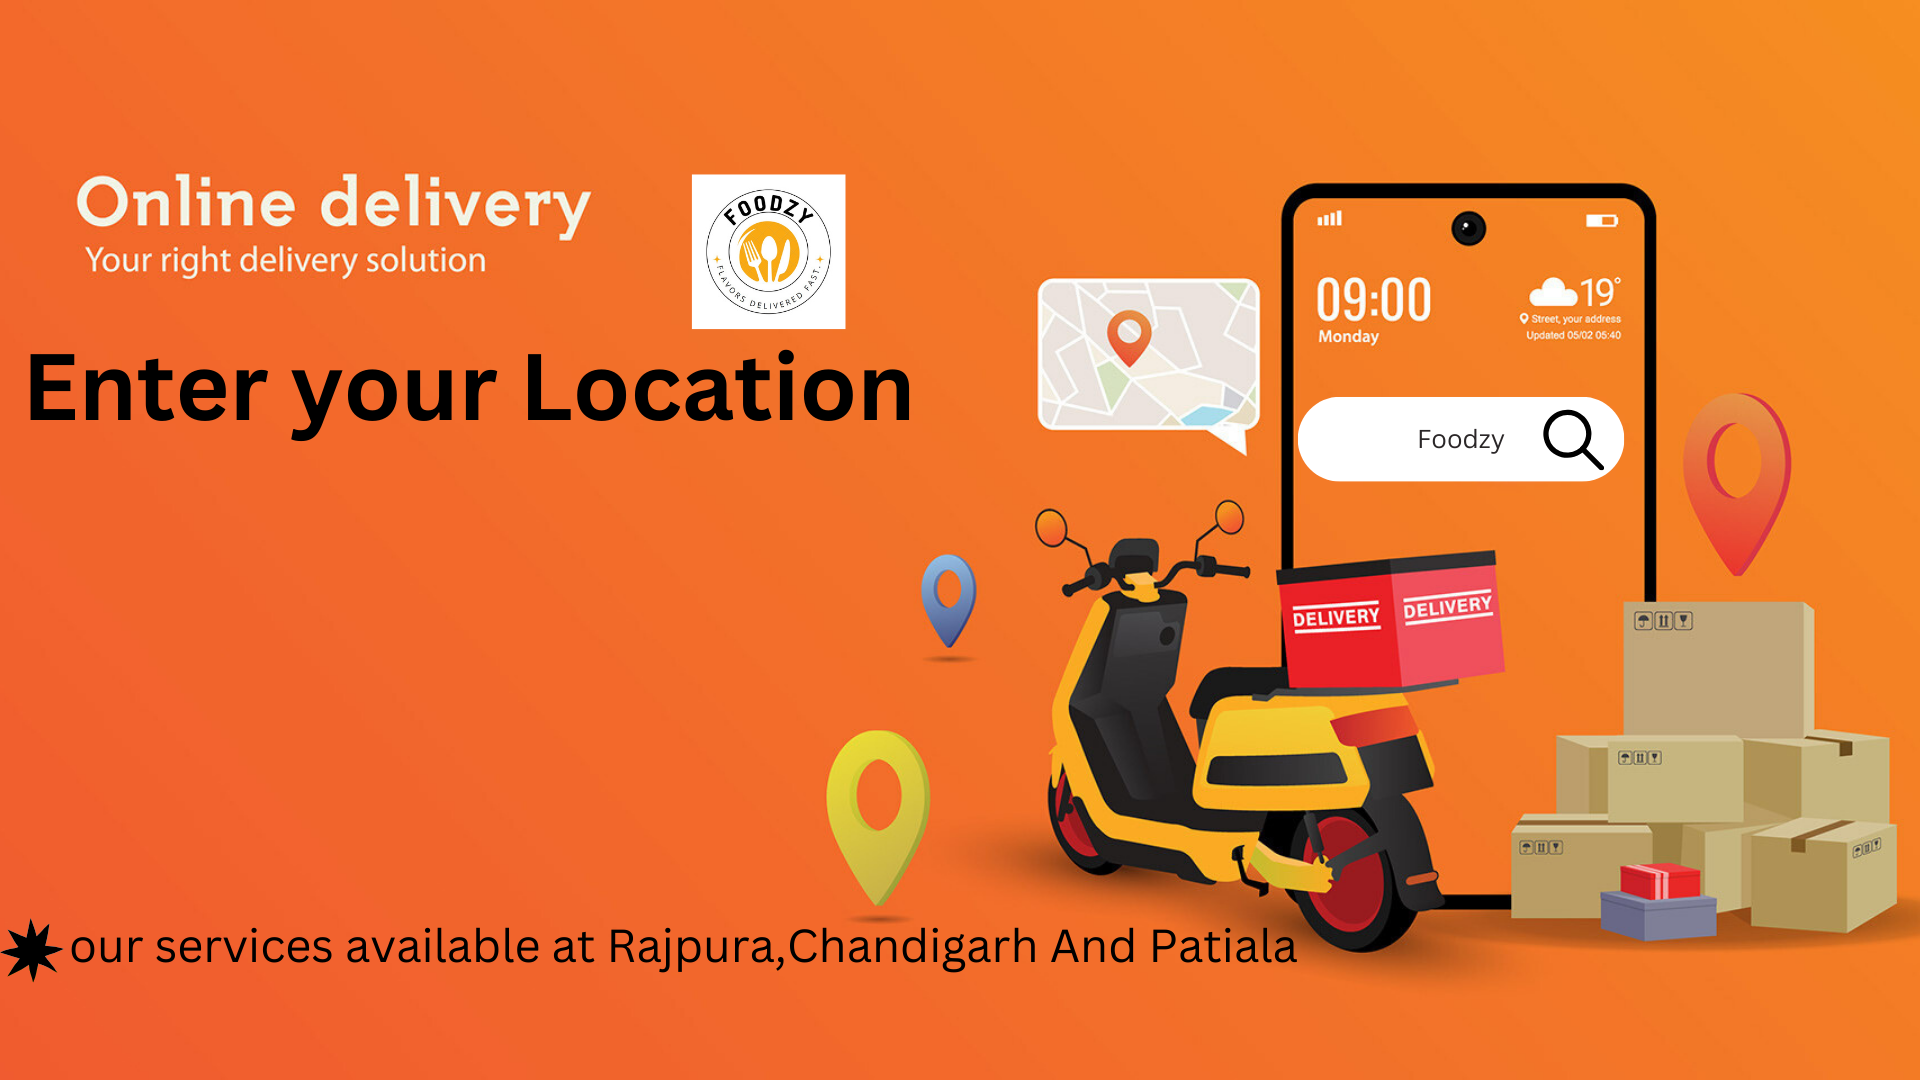 Online delivery
Your right delivery solution
FOODZY
FLAVORS DELIVERED FAST.
Enter your Location
09:00
Monday
19°
Street, your address
Updated 05/02 05:40
Foodzy
DELIVERY
DELIVERY
our services available at Rajpura,Chandigarh And Patiala